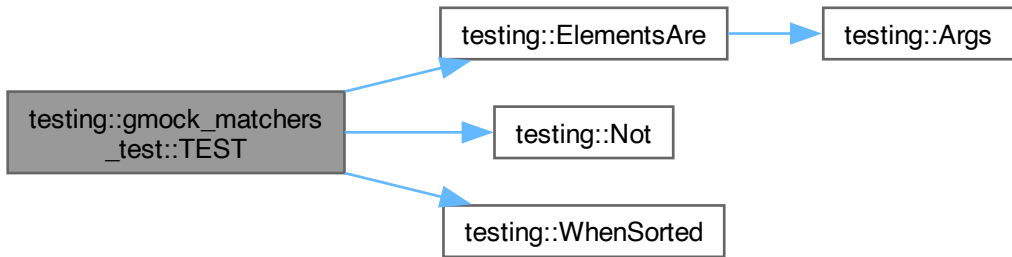 testing::ElementsAre
testing::Args
testing::gmock_matchers
_test::TEST
testing::Not
testing::WhenSorted